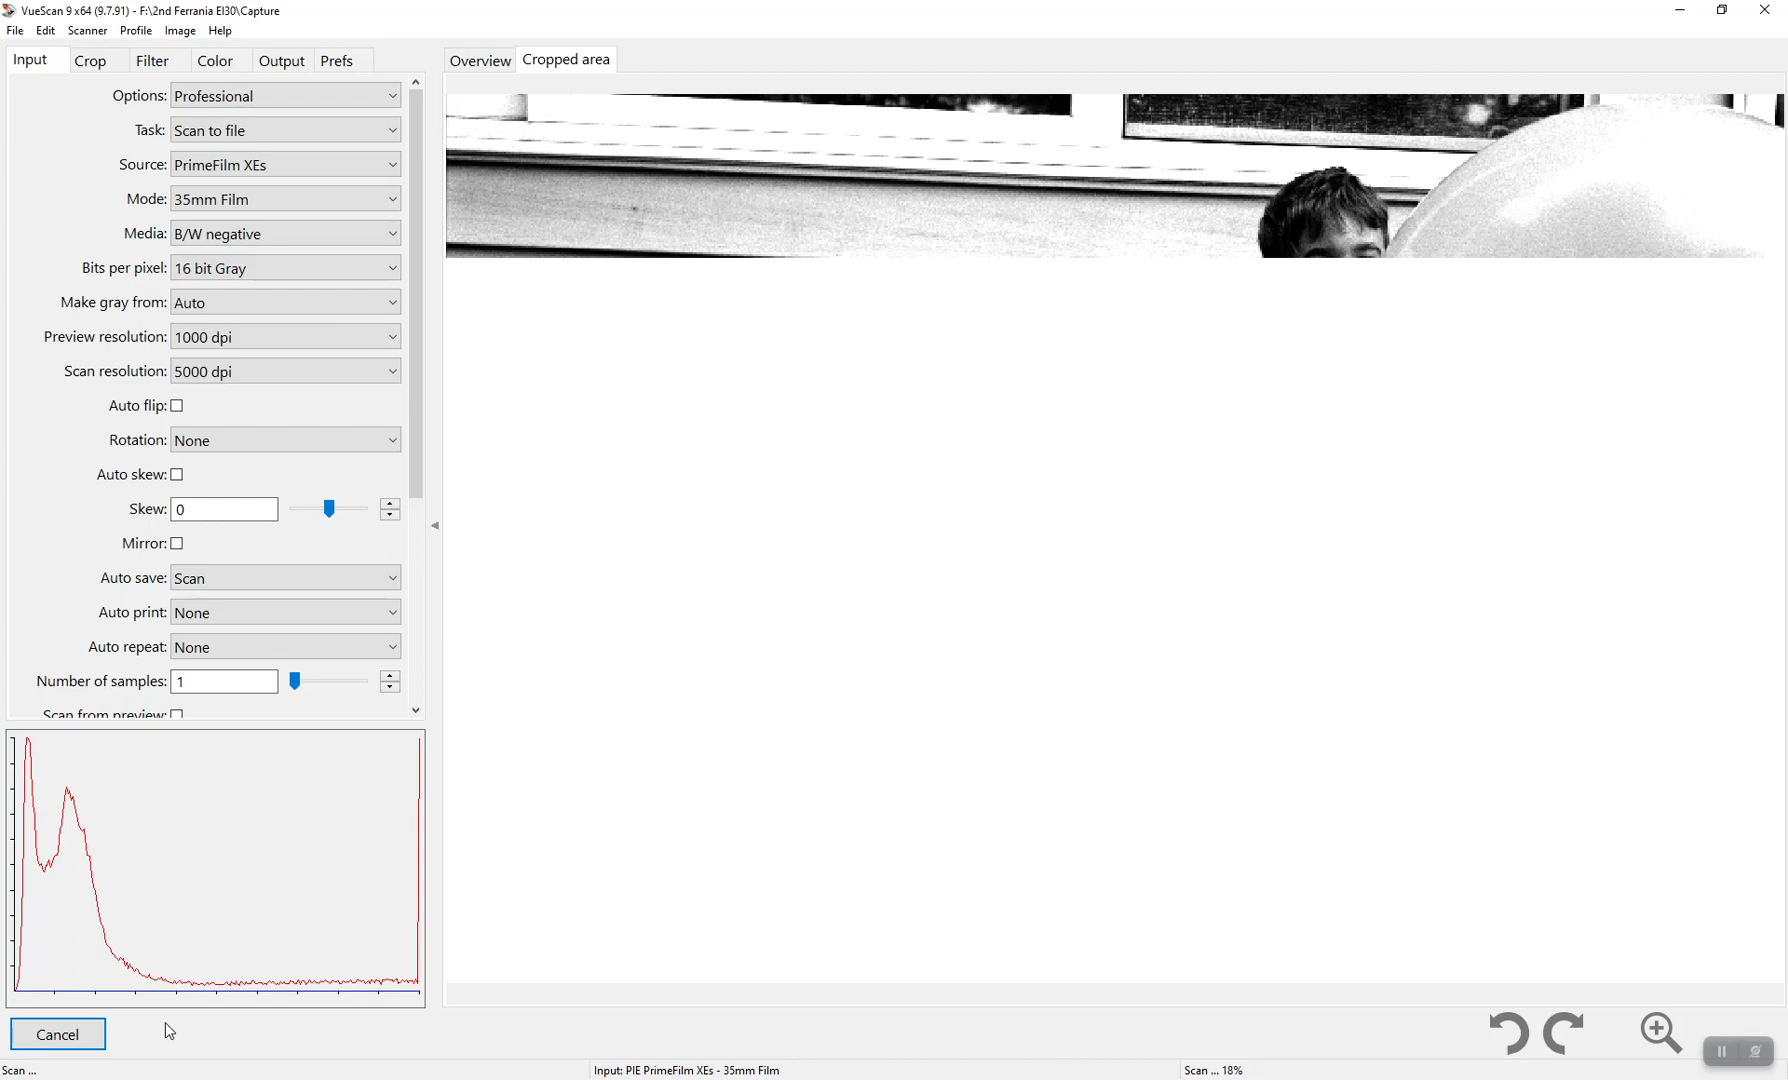 VueScan 9 x64 (9.7.91) - F:\2nd Ferrania EI30\Capture
File Edit Scanner Profile Image Help
Input Crop Filter Color Output Prefs
Overview Cropped area
Options: Professional
Task: Scan to file
Source: PrimeFilm XEs
Mode: 35mm Film
Media: B/W negative
Bits per pixel: 16 bit Gray
Make gray from: Auto
Preview resolution: 1000 dpi
Scan resolution: 5000 dpi
Auto flip:
Rotation: None
Auto skew:
Skew: 0
Mirror:
Auto save: Scan
Auto print: None
Auto repeat: None
Number of samples: 1
Scan from preview:
Cancel
Scan ... Input: PIE PrimeFilm XEs - 35mm Film Scan ... 18%